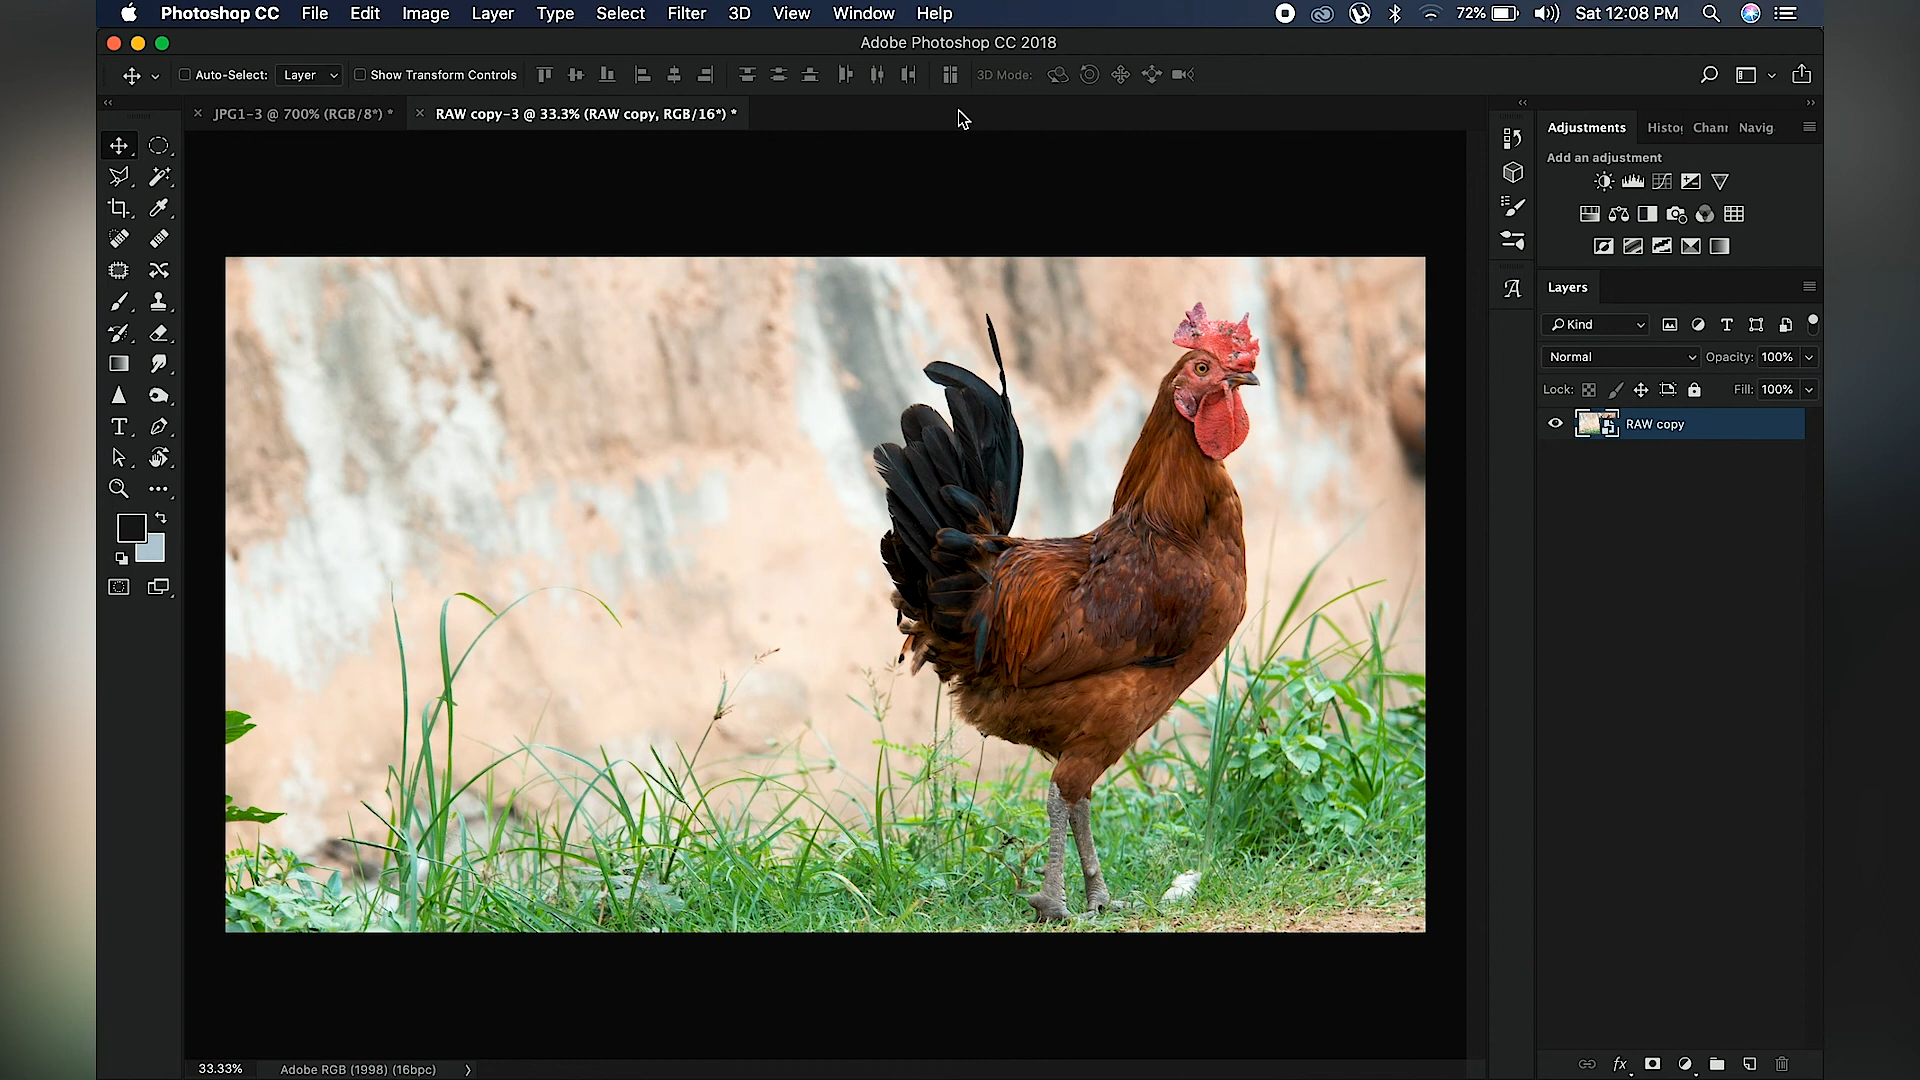 Photoshop CC File Edit Image Layer Type Select Filter 3D View Window Help 72% Sat 12:08 PM
Adobe Photoshop CC 2018
Auto-Select: Layer Show Transform Controls 3D Mode:
JPG1-3 @ 700% (RGB/8*) * RAW copy-3 @ 33.3% (RAW copy, RGB/16*) *
Adjustments Histo Chann Navig
Add an adjustment
Layers
Kind
Normal Opacity: 100%
Lock: Fill: 100%
RAW copy
33.33% Adobe RGB (1998) (16bpc)